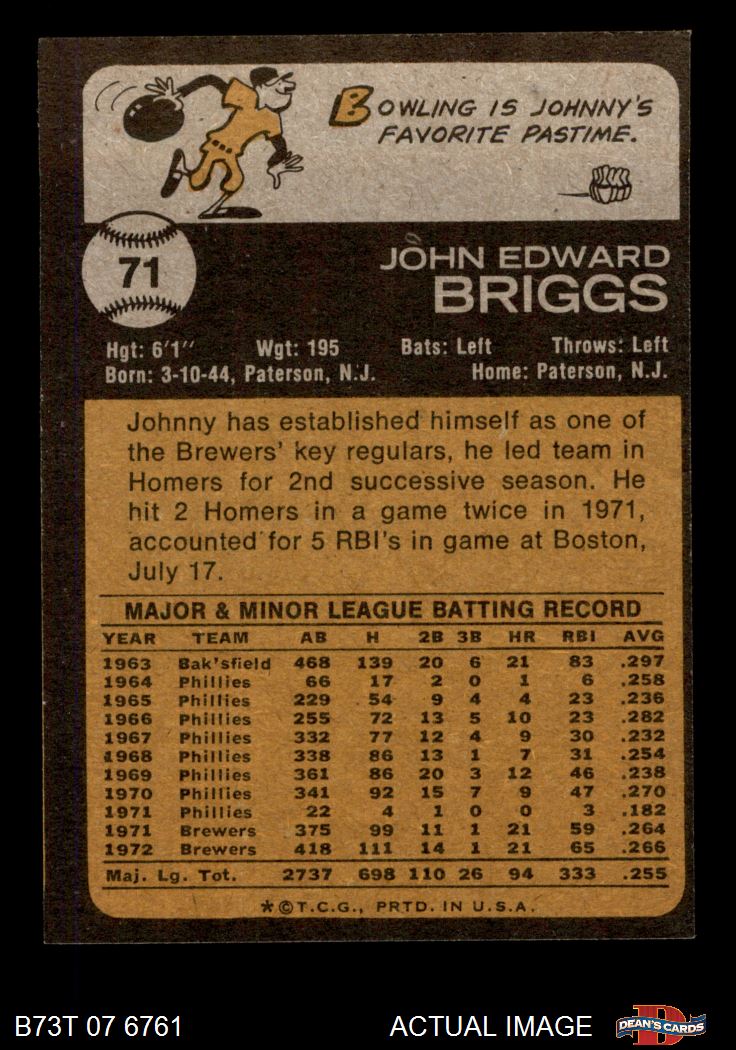 BOWLING IS JOHNNY'S
FAVORITE PASTIME.
71
JOHN EDWARD
BRIGGS
Hgt: 6'1" Wgt: 195 Bats: Left Throws: Left
Born: 3-10-44, Paterson, N.J. Home: Paterson, N.J.
Johnny has established himself as one of
the Brewers' key regulars, he led team in
Homers for 2nd successive season. He
hit 2 Homers in a game twice in 1971,
accounted for 5 RBI's in game at Boston,
July 17.
MAJOR & MINOR LEAGUE BATTING RECORD
YEAR TEAM AB H 2B 3B HR RBI AVG
1963 Bak'sfield 468 139 20 6 21 83 .297
1964 Phillies 66 17 2 0 1 6 .258
1965 Phillies 229 54 9 4 4 23 .236
1966 Phillies 255 72 13 5 10 23 .282
1967 Phillies 332 77 12 4 9 30 .232
1968 Phillies 338 86 13 1 7 31 .254
1969 Phillies 361 86 20 3 12 46 .238
1970 Phillies 341 92 15 7 9 47 .270
1971 Phillies 22 4 1 0 0 3 .182
1971 Brewers 375 99 11 1 21 59 .264
1972 Brewers 418 111 14 1 21 65 .266
Maj. Lg. Tot. 2737 698 110 26 94 333 .255
*©T.C.G., PRTD. IN U.S.A.
B73T 07 6761 ACTUAL IMAGE D DEAN'S CARDS